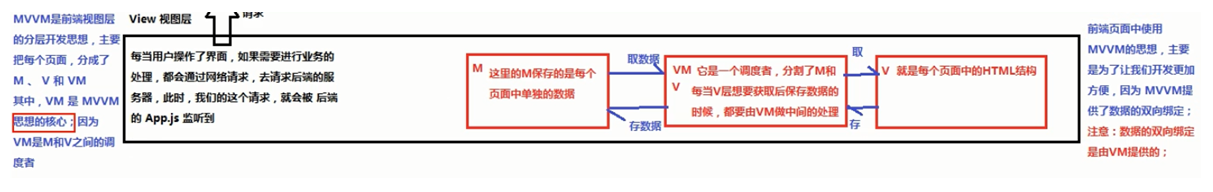 MVVM是前端视图层
的分层开发思想，主要
把每个页面，分成了
M 、 V 和 VM
其中，VM 是 MVVM
思想的核心；因为
VM是M和V之间的调
度者
View 视图层
请求
每当用户操作了界面，如果需要进行业务的
处理，都会通过网络请求，去请求后端的服
务器，此时，我们的这个请求，就会被 后端
的 App.js 监听到
M 这里的M保存的是每个
页面中单独的数据
取数据
存数据
VM 它是一个调度者，分割了M和
V 每当V层想要获取后保存数据的
时候，都要由VM做中间的处理
取
存
V 就是每个页面中的HTML结构
前端页面中使用
MVVM的思想，主要
是为了让我们开发更加
方便，因为 MVVM提
供了数据的双向绑定；
注意：数据的双向绑定
是由VM提供的；